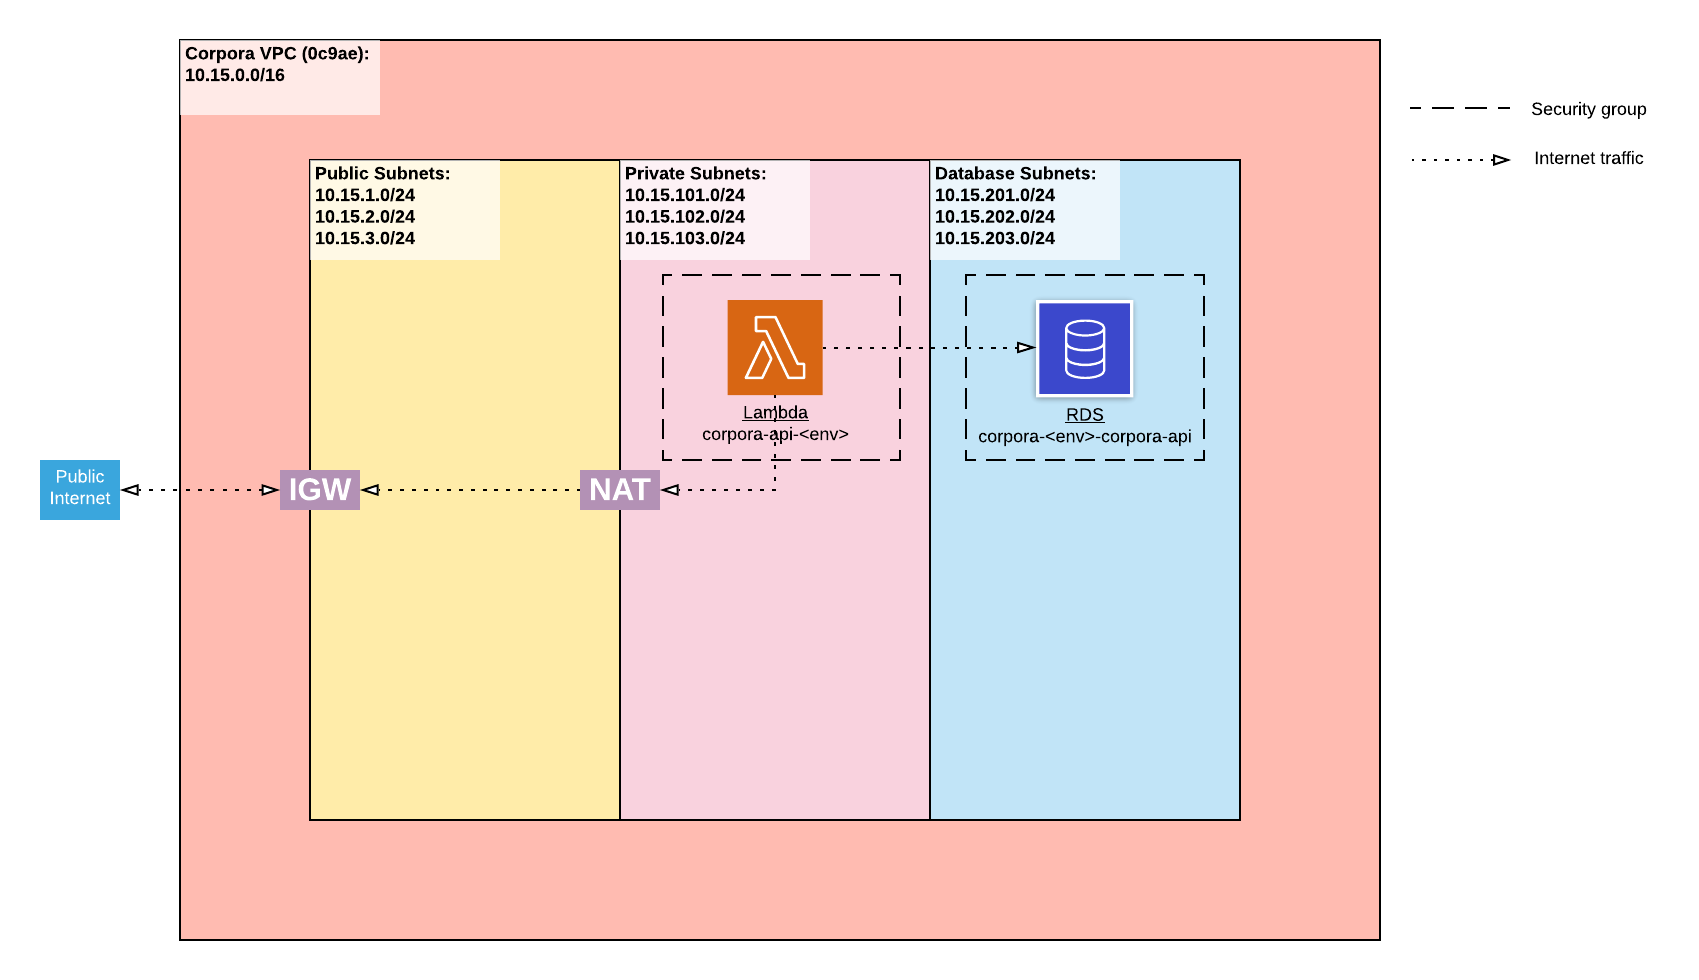 Corpora VPC (0c9ae):
10.15.0.0/16
Security group
Internet traffic
Public Subnets:
10.15.1.0/24
10.15.2.0/24
10.15.3.0/24
Private Subnets:
10.15.101.0/24
10.15.102.0/24
10.15.103.0/24
Database Subnets:
10.15.201.0/24
10.15.202.0/24
10.15.203.0/24
Lambda
corpora-api-<env>
RDS
corpora-<env>-corpora-api
Public
Internet
IGW
NAT